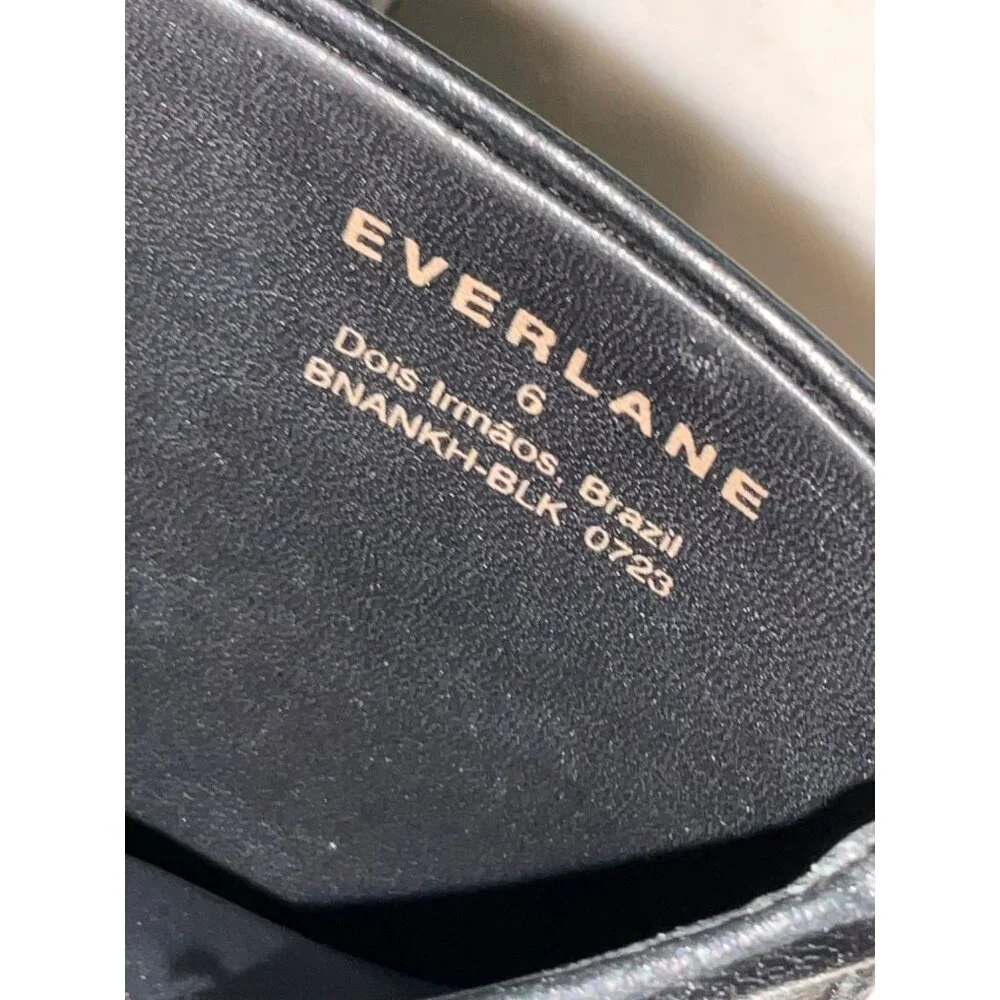 EVERLANE
6
Dois Irmãos, Brazil
BNANKH-BLK 0723